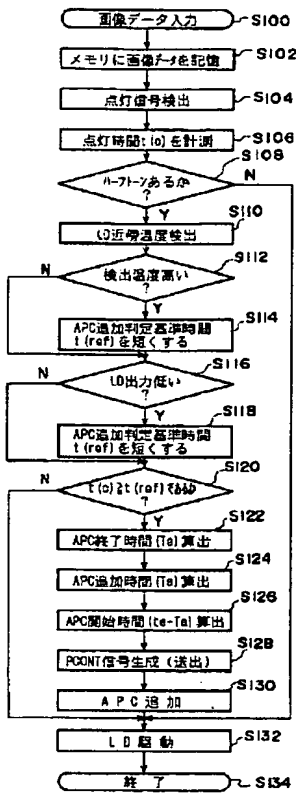 画像データ入力 S100
メモリに画像データを記憶 S102
点灯信号検出 S104
点灯時間t(o)を計測 S106
ハーフトーンあるか ? S108
N
Y
LD近傍温度検出 S110
検出温度高い ? S112
N
Y
APC追加判定基準時間 t(ref)を短くする S114
LD出力低い ? S116
N
Y
APC追加判定基準時間 t(ref)を短くする S118
t(o)≧t(ref)であるか ? S120
N
Y
APC終了時間(Te)算出 S122
APC追加時間(Ta)算出 S124
APC開始時間(te-Ta)算出 S126
PCONT信号生成(送出) S128
APC追加 S130
LD駆動 S132
終了 S134